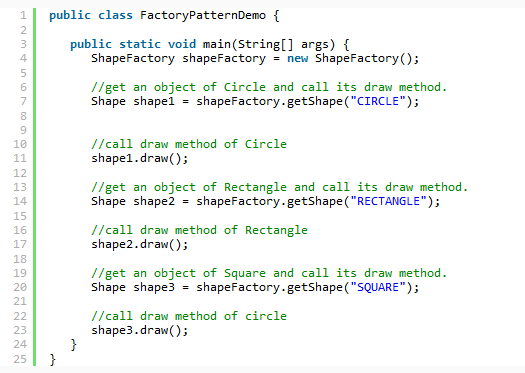 1 public class FactoryPatternDemo {
2
3 public static void main(String[] args) {
4 ShapeFactory shapeFactory = new ShapeFactory();
5
6 //get an object of Circle and call its draw method.
7 Shape shape1 = shapeFactory.getShape("CIRCLE");
8
9
10 //call draw method of Circle
11 shape1.draw();
12
13 //get an object of Rectangle and call its draw method.
14 Shape shape2 = shapeFactory.getShape("RECTANGLE");
15
16 //call draw method of Rectangle
17 shape2.draw();
18
19 //get an object of Square and call its draw method.
20 Shape shape3 = shapeFactory.getShape("SQUARE");
21
22 //call draw method of circle
23 shape3.draw();
24 }
25 }